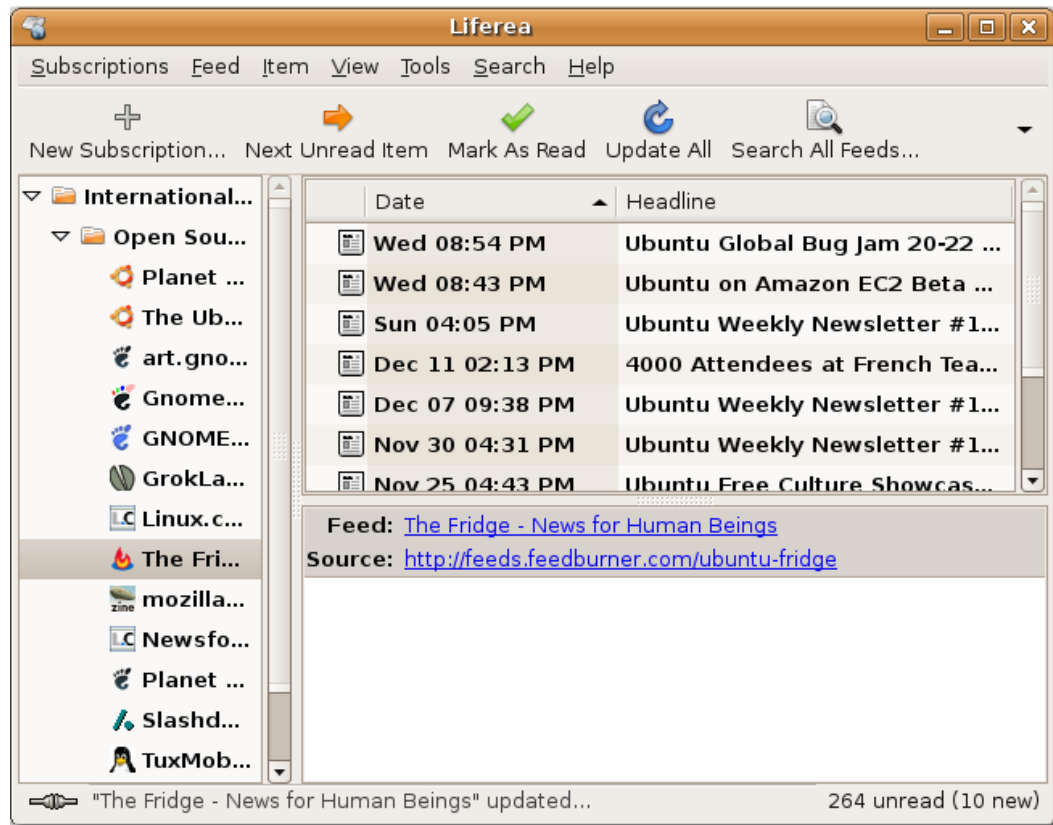 Liferea
Subscriptions Feed Item View Tools Search Help
New Subscription... Next Unread Item Mark As Read Update All Search All Feeds...
International...
Open Sou...
Planet ...
The Ub...
art.gno...
Gnome...
GNOME...
GrokLa...
LC Linux.c...
The Fri...
zine mozilla...
LC Newsfo...
Planet ...
Slashd...
TuxMob...
Date Headline
Wed 08:54 PM Ubuntu Global Bug Jam 20-22 ...
Wed 08:43 PM Ubuntu on Amazon EC2 Beta ...
Sun 04:05 PM Ubuntu Weekly Newsletter #1...
Dec 11 02:13 PM 4000 Attendees at French Tea...
Dec 07 09:38 PM Ubuntu Weekly Newsletter #1...
Nov 30 04:31 PM Ubuntu Weekly Newsletter #1...
Nov 25 04:43 PM Ubuntu Free Culture Showcas...
Feed: The Fridge - News for Human Beings
Source: http://feeds.feedburner.com/ubuntu-fridge
"The Fridge - News for Human Beings" updated... 264 unread (10 new)